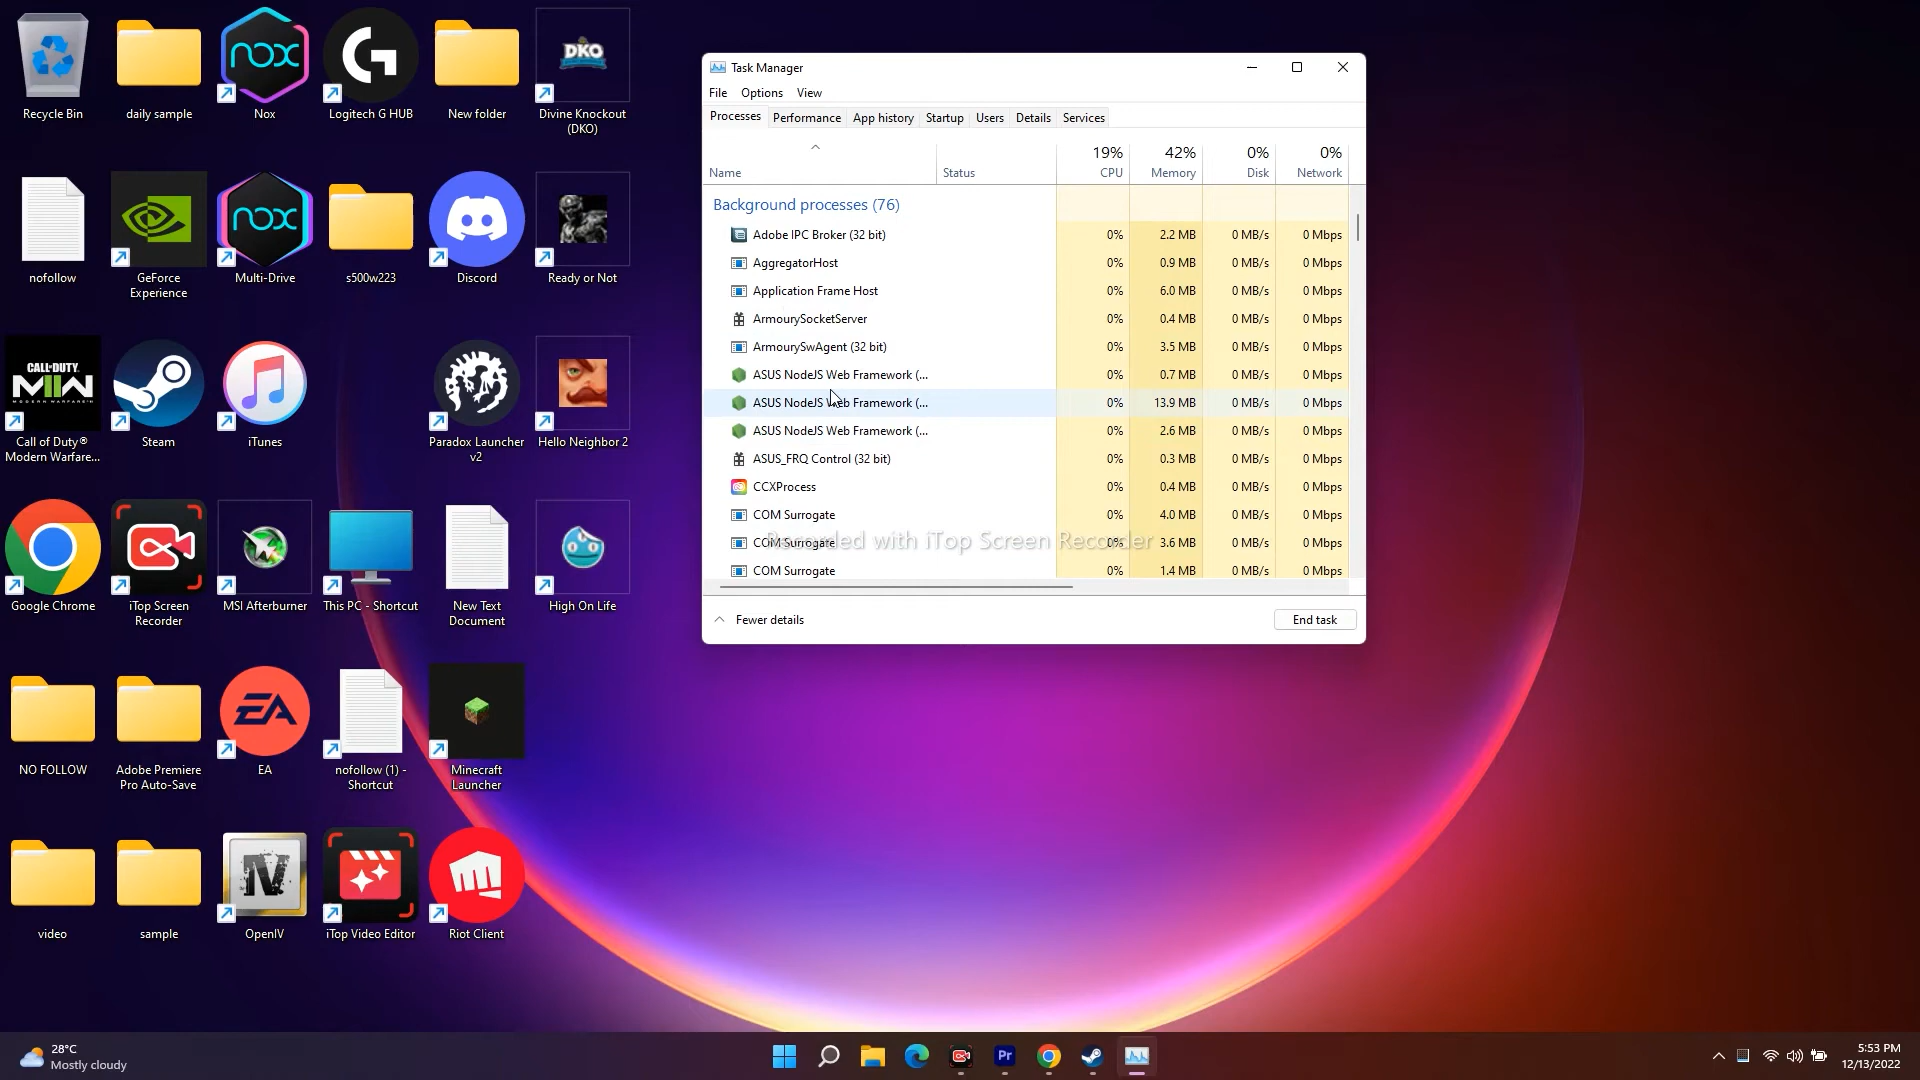 Recycle Bin
daily sample
nox
Nox
Logitech G HUB
New folder
DKO
Divine Knockout
(DKO)
nofollow
GeForce
Experience
nox
Multi-Drive
s500w223
Discord
Ready or Not
CALL OF DUTY
MW
MODERN WARFARE
Call of Duty®
Modern Warfare...
Steam
iTunes
Paradox Launcher
v2
Hello Neighbor 2
Google Chrome
iTop Screen
Recorder
MSI Afterburner
This PC - Shortcut
New Text
Document
High On Life
NO FOLLOW
Adobe Premiere
Pro Auto-Save
EA
EA
nofollow (1) -
Shortcut
Minecraft
Launcher
video
sample
IV
OpenIV
iTop Video Editor
Riot Client
Task Manager
File Options View
Processes Performance App history Startup Users Details Services
19% 42% 0% 0%
Name Status CPU Memory Disk Network
Background processes (76)
Adobe IPC Broker (32 bit) 0% 2.2 MB 0 MB/s 0 Mbps
AggregatorHost 0% 0.9 MB 0 MB/s 0 Mbps
Application Frame Host 0% 6.0 MB 0 MB/s 0 Mbps
ArmourySocketServer 0% 0.4 MB 0 MB/s 0 Mbps
ArmourySwAgent (32 bit) 0% 3.5 MB 0 MB/s 0 Mbps
ASUS NodeJS Web Framework (... 0% 0.7 MB 0 MB/s 0 Mbps
ASUS NodeJS Web Framework (... 0% 13.9 MB 0 MB/s 0 Mbps
ASUS NodeJS Web Framework (... 0% 2.6 MB 0 MB/s 0 Mbps
ASUS_FRQ Control (32 bit) 0% 0.3 MB 0 MB/s 0 Mbps
CCXProcess 0% 0.4 MB 0 MB/s 0 Mbps
COM Surrogate 0% 4.0 MB 0 MB/s 0 Mbps
COM Surrogate 0% 3.6 MB 0 MB/s 0 Mbps
Recorded with iTop Screen Recorder
COM Surrogate 0% 1.4 MB 0 MB/s 0 Mbps
Fewer details
End task
28°C
Mostly cloudy
Pr
5:53 PM
12/13/2022